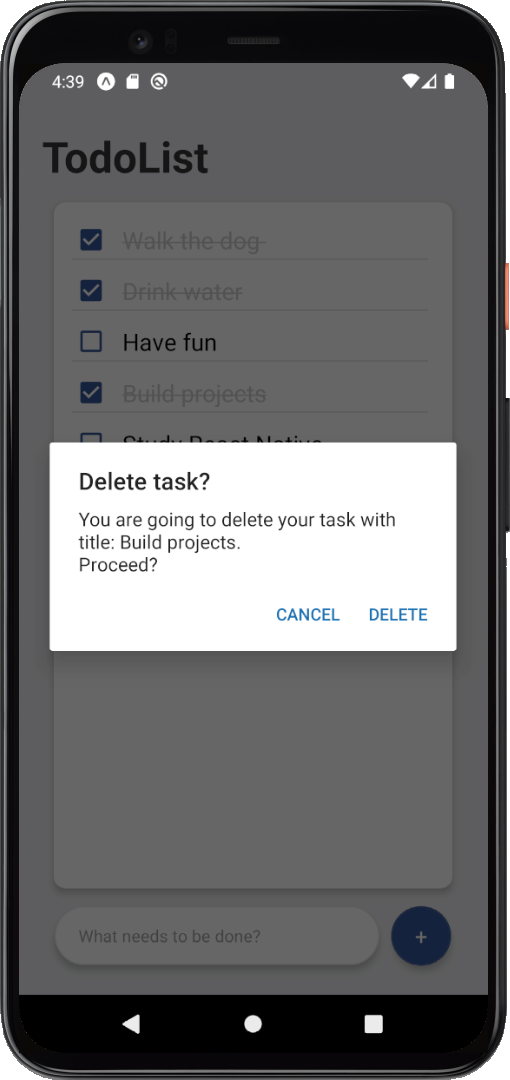 4:39
TodoList
Walk the dog
Drink water
Have fun
Build projects
Study React Native
Delete task?
You are going to delete your task with
title: Build projects.
Proceed?
CANCEL DELETE
What needs to be done?
+